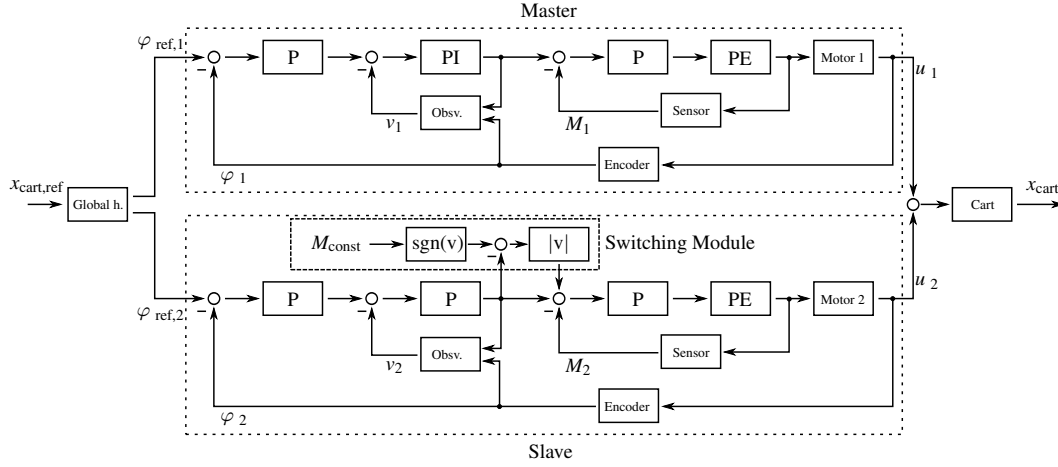 Master
φ ref,1
P
PI
P
PE
Motor 1
u 1
Obsv.
v1
Sensor
M1
Encoder
φ 1
xcart,ref
Global h.
Cart
xcart
Mconst
sgn(v)
|v|
Switching Module
φ ref,2
P
P
P
PE
Motor 2
u 2
Obsv.
v2
Sensor
M2
Encoder
φ 2
Slave